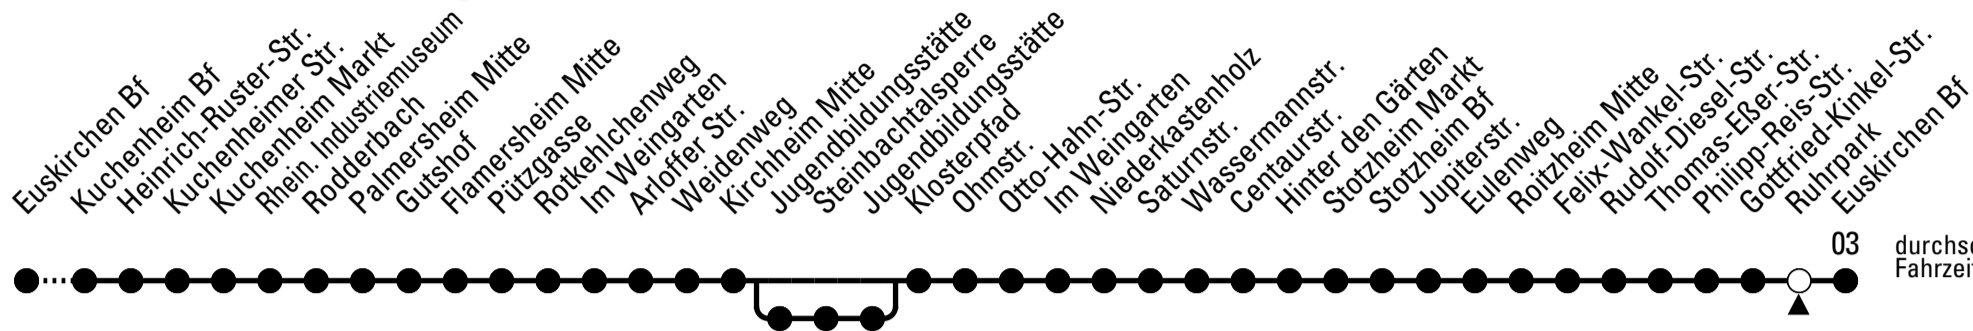 Euskirchen Bf
Kuchenheim Bf
Heinrich-Ruster-Str.
Kuchenheimer Str.
Kuchenheim Markt
Rhein. Industriemuseum
Rodderbach
Palmersheim Mitte
Gutshof
Flamersheim Mitte
Pützgasse
Rotkehlchenweg
Im Weingarten
Arloffer Str.
Weidenweg
Kirchheim Mitte
Jugendbildungsstätte
Steinbachtalsperre
Jugendbildungsstätte
Klosterpfad
Ohmstr.
Otto-Hahn-Str.
Im Weingarten
Niederkastenholz
Saturnstr.
Wassermannstr.
Centaurstr.
Hinter den Gärten
Stotzheim Markt
Stotzheim Bf
Jupiterstr.
Eulenweg
Roitzheim Mitte
Felix-Wankel-Str.
Rudolf-Diesel-Str.
Thomas-Eßer-Str.
Philipp-Reis-Str.
Gottfried-Kinkel-Str.
Ruhrpark
Euskirchen Bf
03